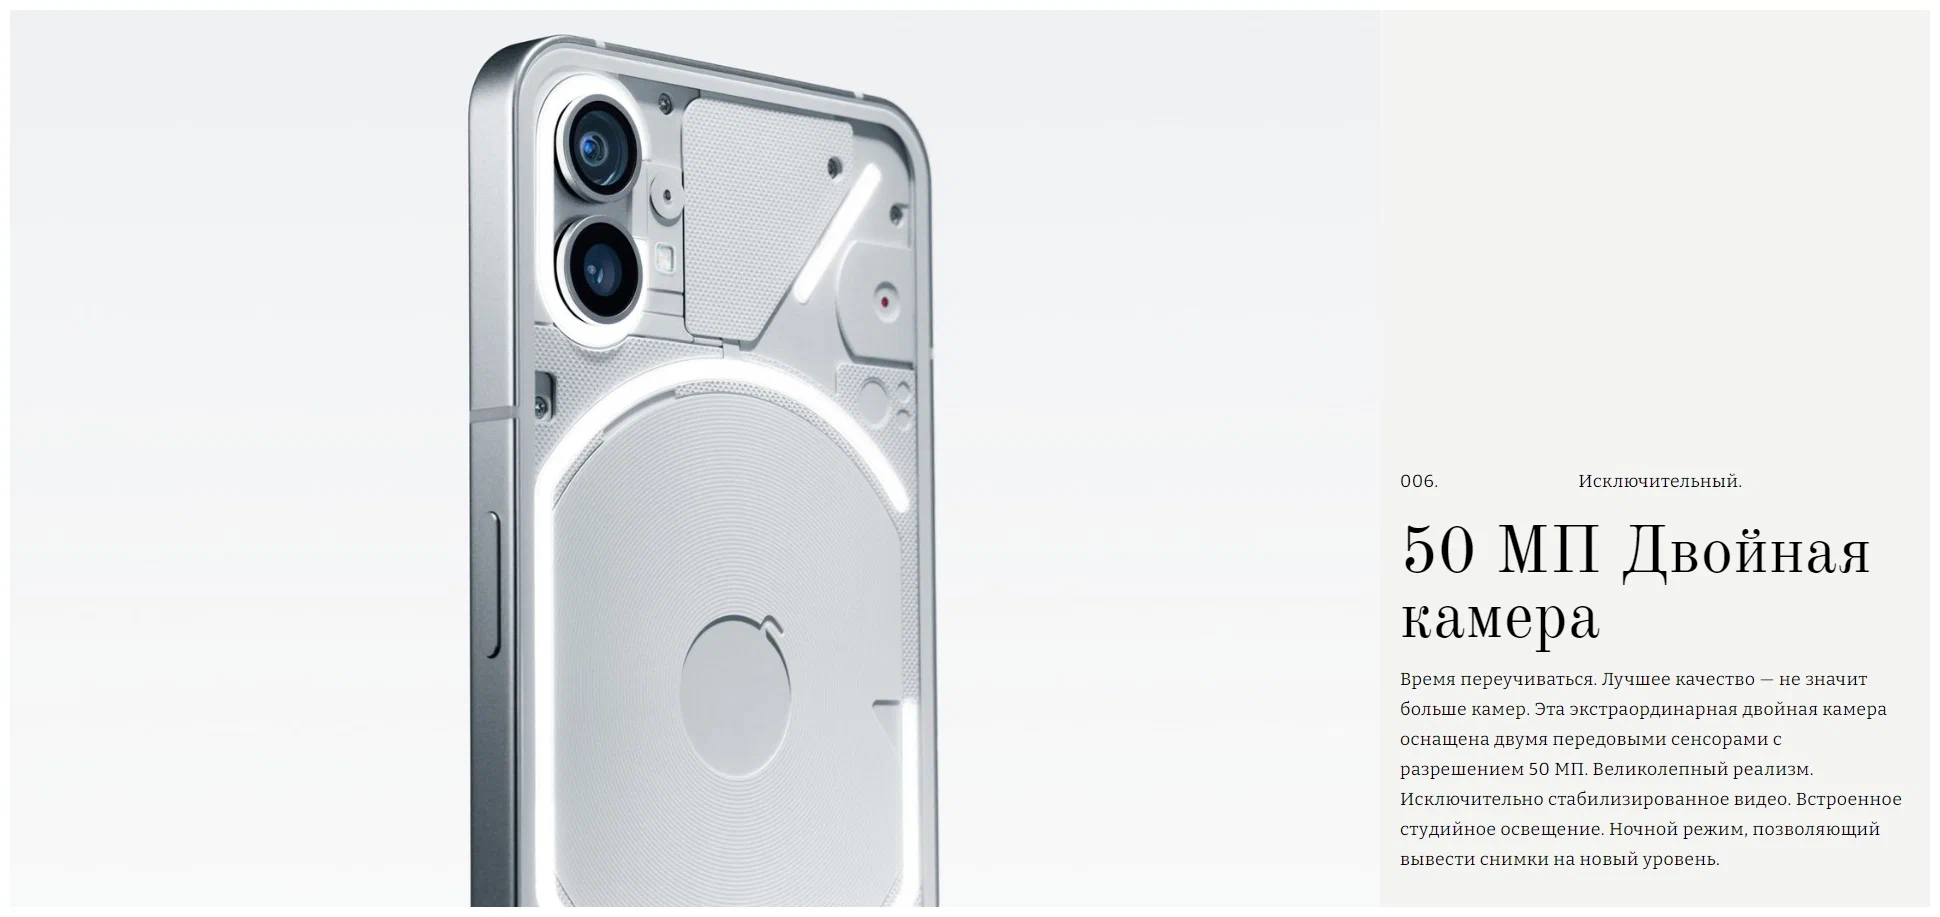 006. Исключительный.
50 МП Двойная
камера
Время переучиваться. Лучшее качество — не значит
больше камер. Эта экстраординарная двойная камера
оснащена двумя передовыми сенсорами с
разрешением 50 МП. Великолепный реализм.
Исключительно стабилизированное видео. Встроенное
студийное освещение. Ночной режим, позволяющий
вывести снимки на новый уровень.